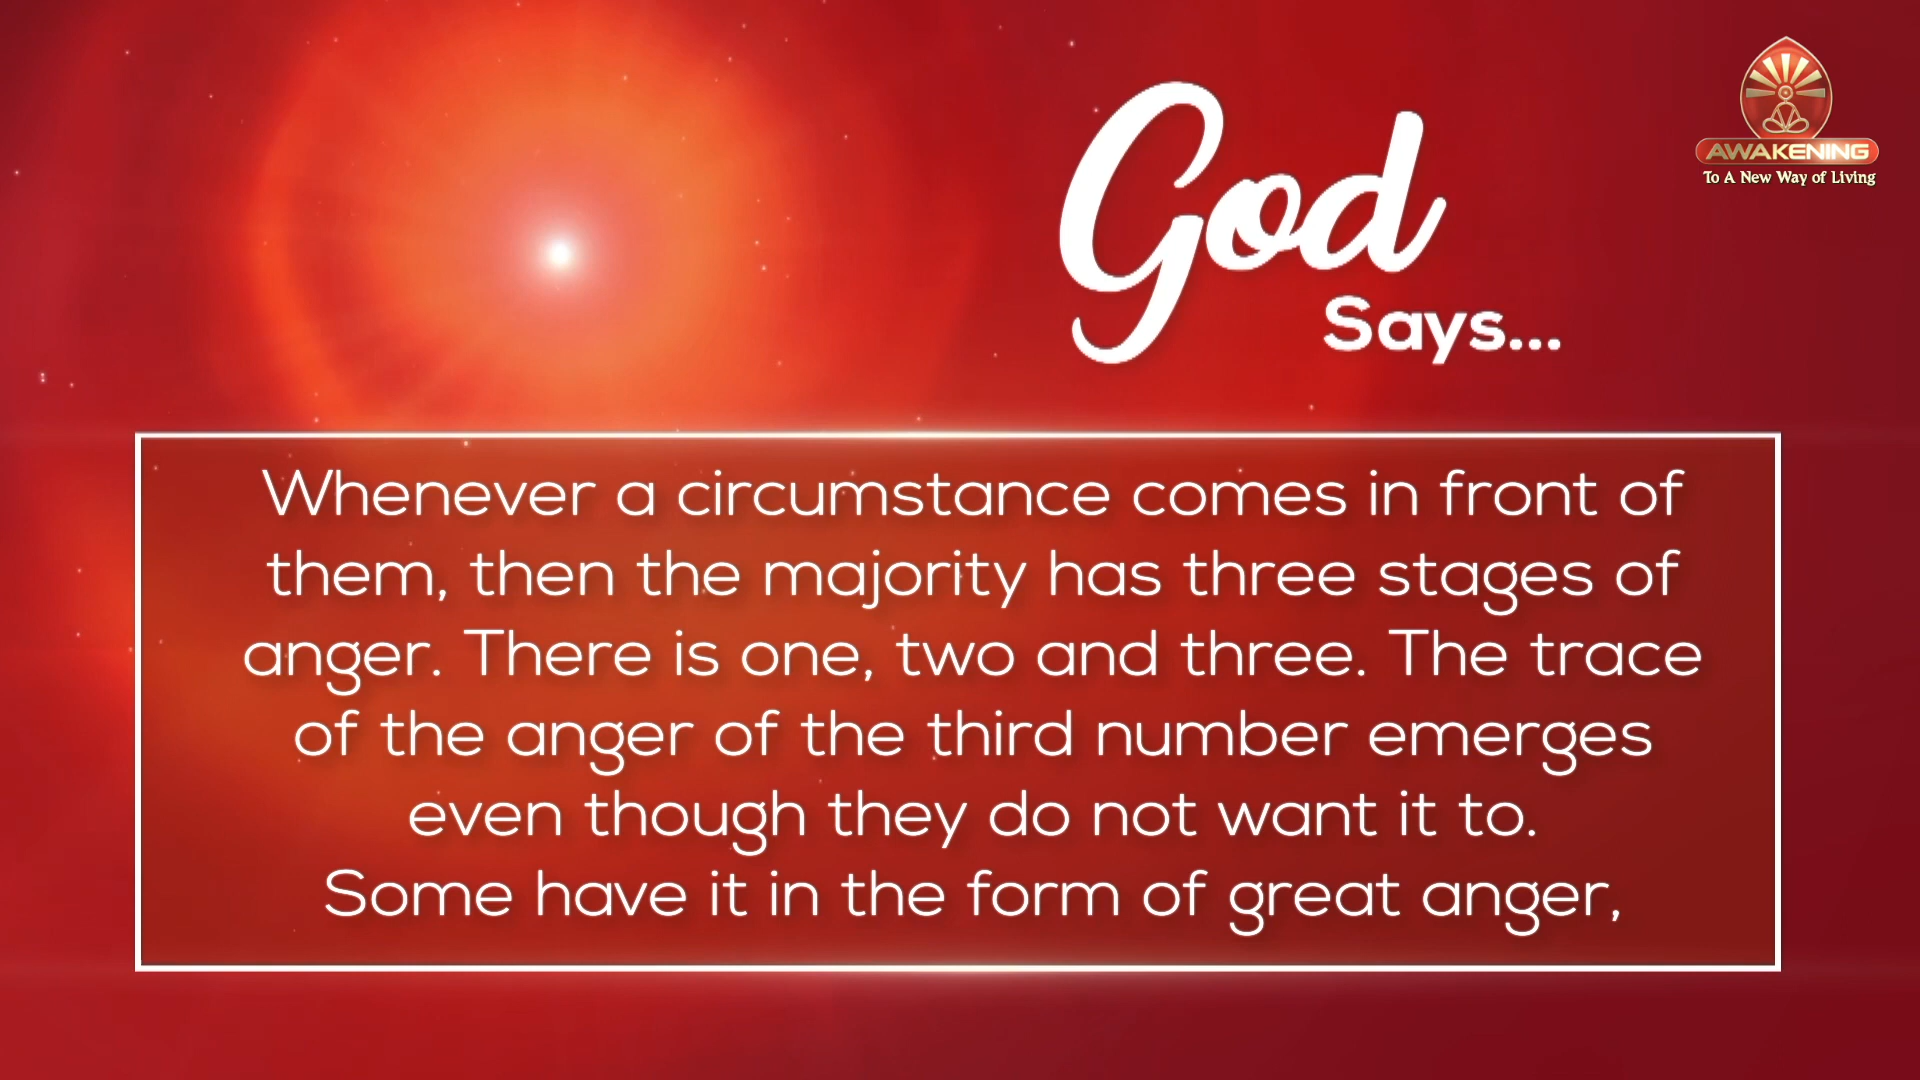 God
Says...
AWAKENING
To A New Way of Living
Whenever a circumstance comes in front of
them, then the majority has three stages of
anger. There is one, two and three. The trace
of the anger of the third number emerges
even though they do not want it to.
Some have it in the form of great anger,